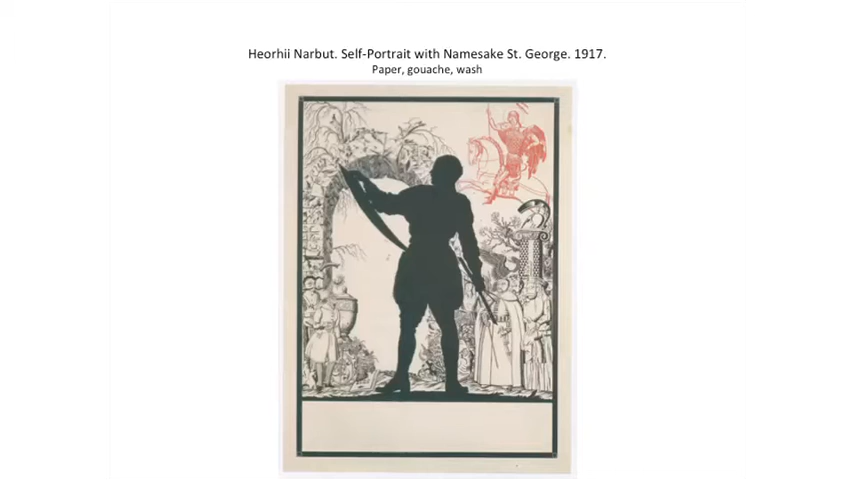 Heorhii Narbut. Self-Portrait with Namesake St. George. 1917.
Paper, gouache, wash